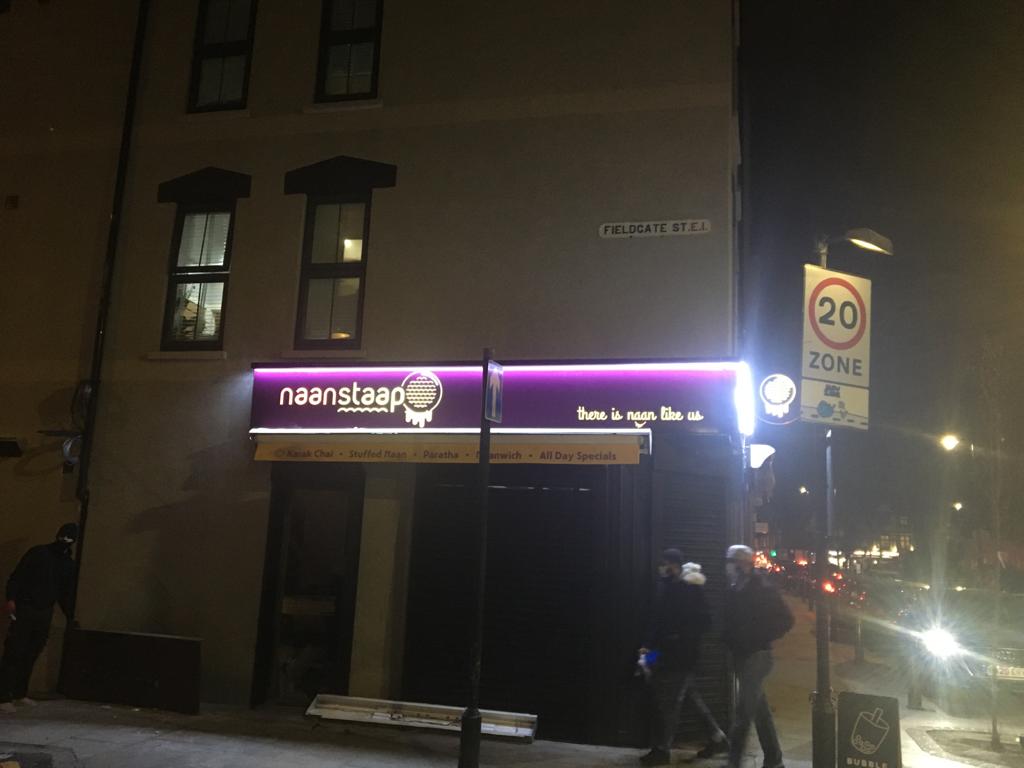 FIELDGATE ST.E.1.
20
ZONE
naanstaap
there is naan like us
Karak Chai • Stuffed Naan • Paratha • Naanwich • All Day Specials
BUBBLE